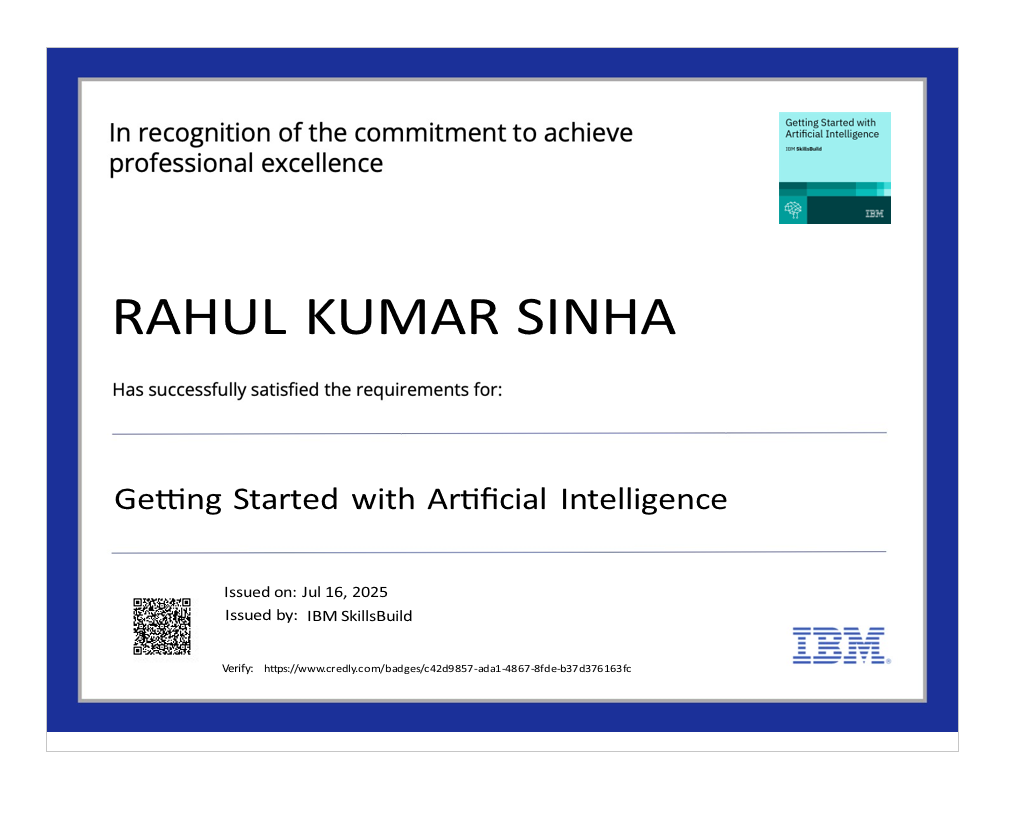 In recognition of the commitment to achieve
professional excellence
Getting Started with
Artificial Intelligence
IBM SkillsBuild
IBM
RAHUL KUMAR SINHA
Has successfully satisfied the requirements for:
Getting Started with Artificial Intelligence
Issued on: Jul 16, 2025
Issued by: IBM SkillsBuild
IBM®
Verify: https://www.credly.com/badges/c42d9857-ada1-4867-8fde-b37d376163fc